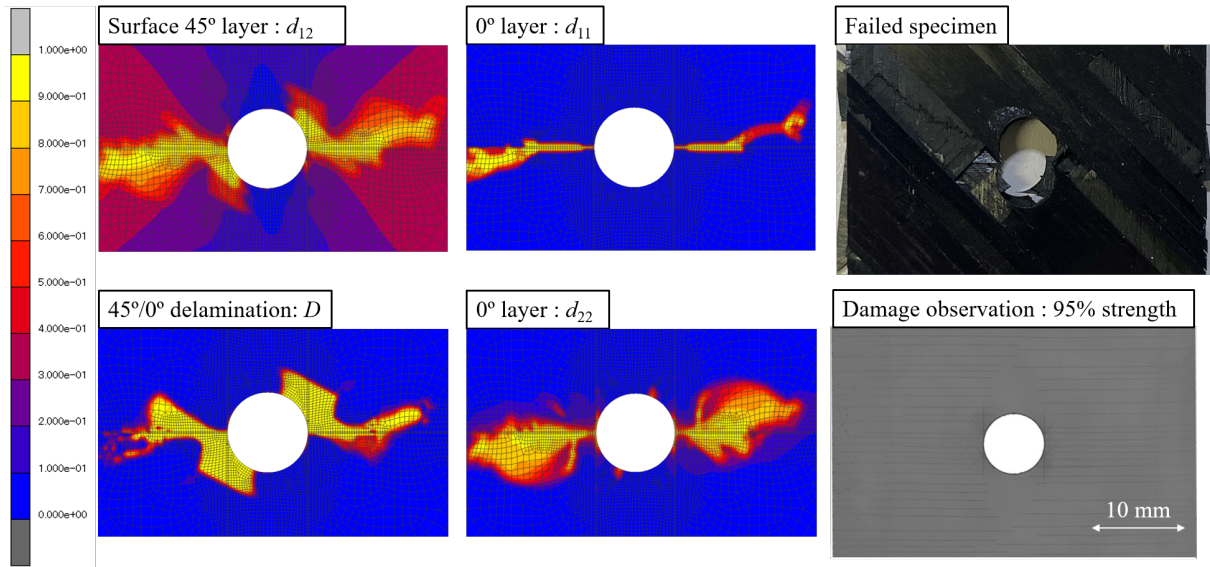 Surface 45º layer : d12
0º layer : d11
Failed specimen
1.000e+00
9.000e-01
8.000e-01
7.000e-01
6.000e-01
5.000e-01
4.000e-01
3.000e-01
2.000e-01
1.000e-01
0.000e+00
45º/0º delamination: D
0º layer : d22
Damage observation : 95% strength
10 mm